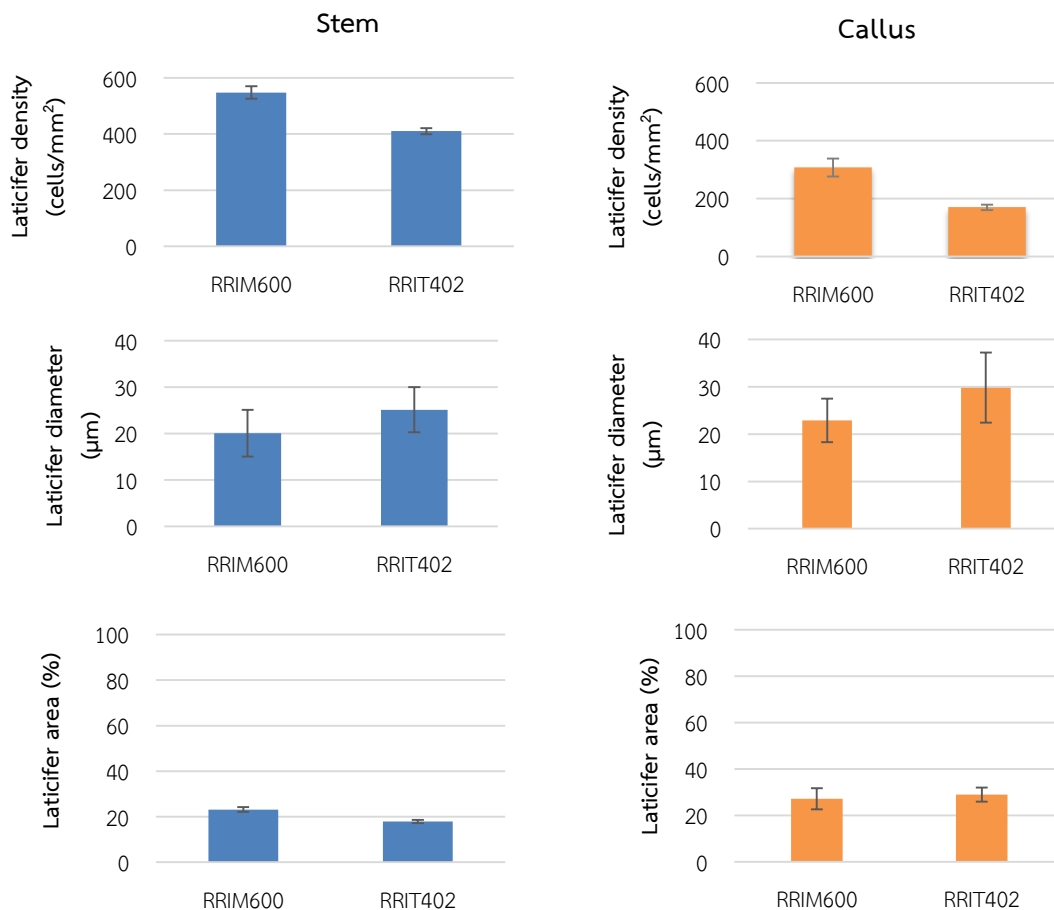 Stem
Laticifer density
(cells/mm²)
600
400
200
0
RRIM600
RRIT402
Callus
Laticifer density
(cells/mm²)
600
400
200
0
RRIM600
RRIT402
Laticifer diameter
(µm)
40
30
20
10
0
RRIM600
RRIT402
Laticifer diameter
(µm)
40
30
20
10
0
RRIM600
RRIT402
Laticifer area (%)
100
80
60
40
20
0
RRIM600
RRIT402
Laticifer area (%)
100
80
60
40
20
0
RRIM600
RRIT402